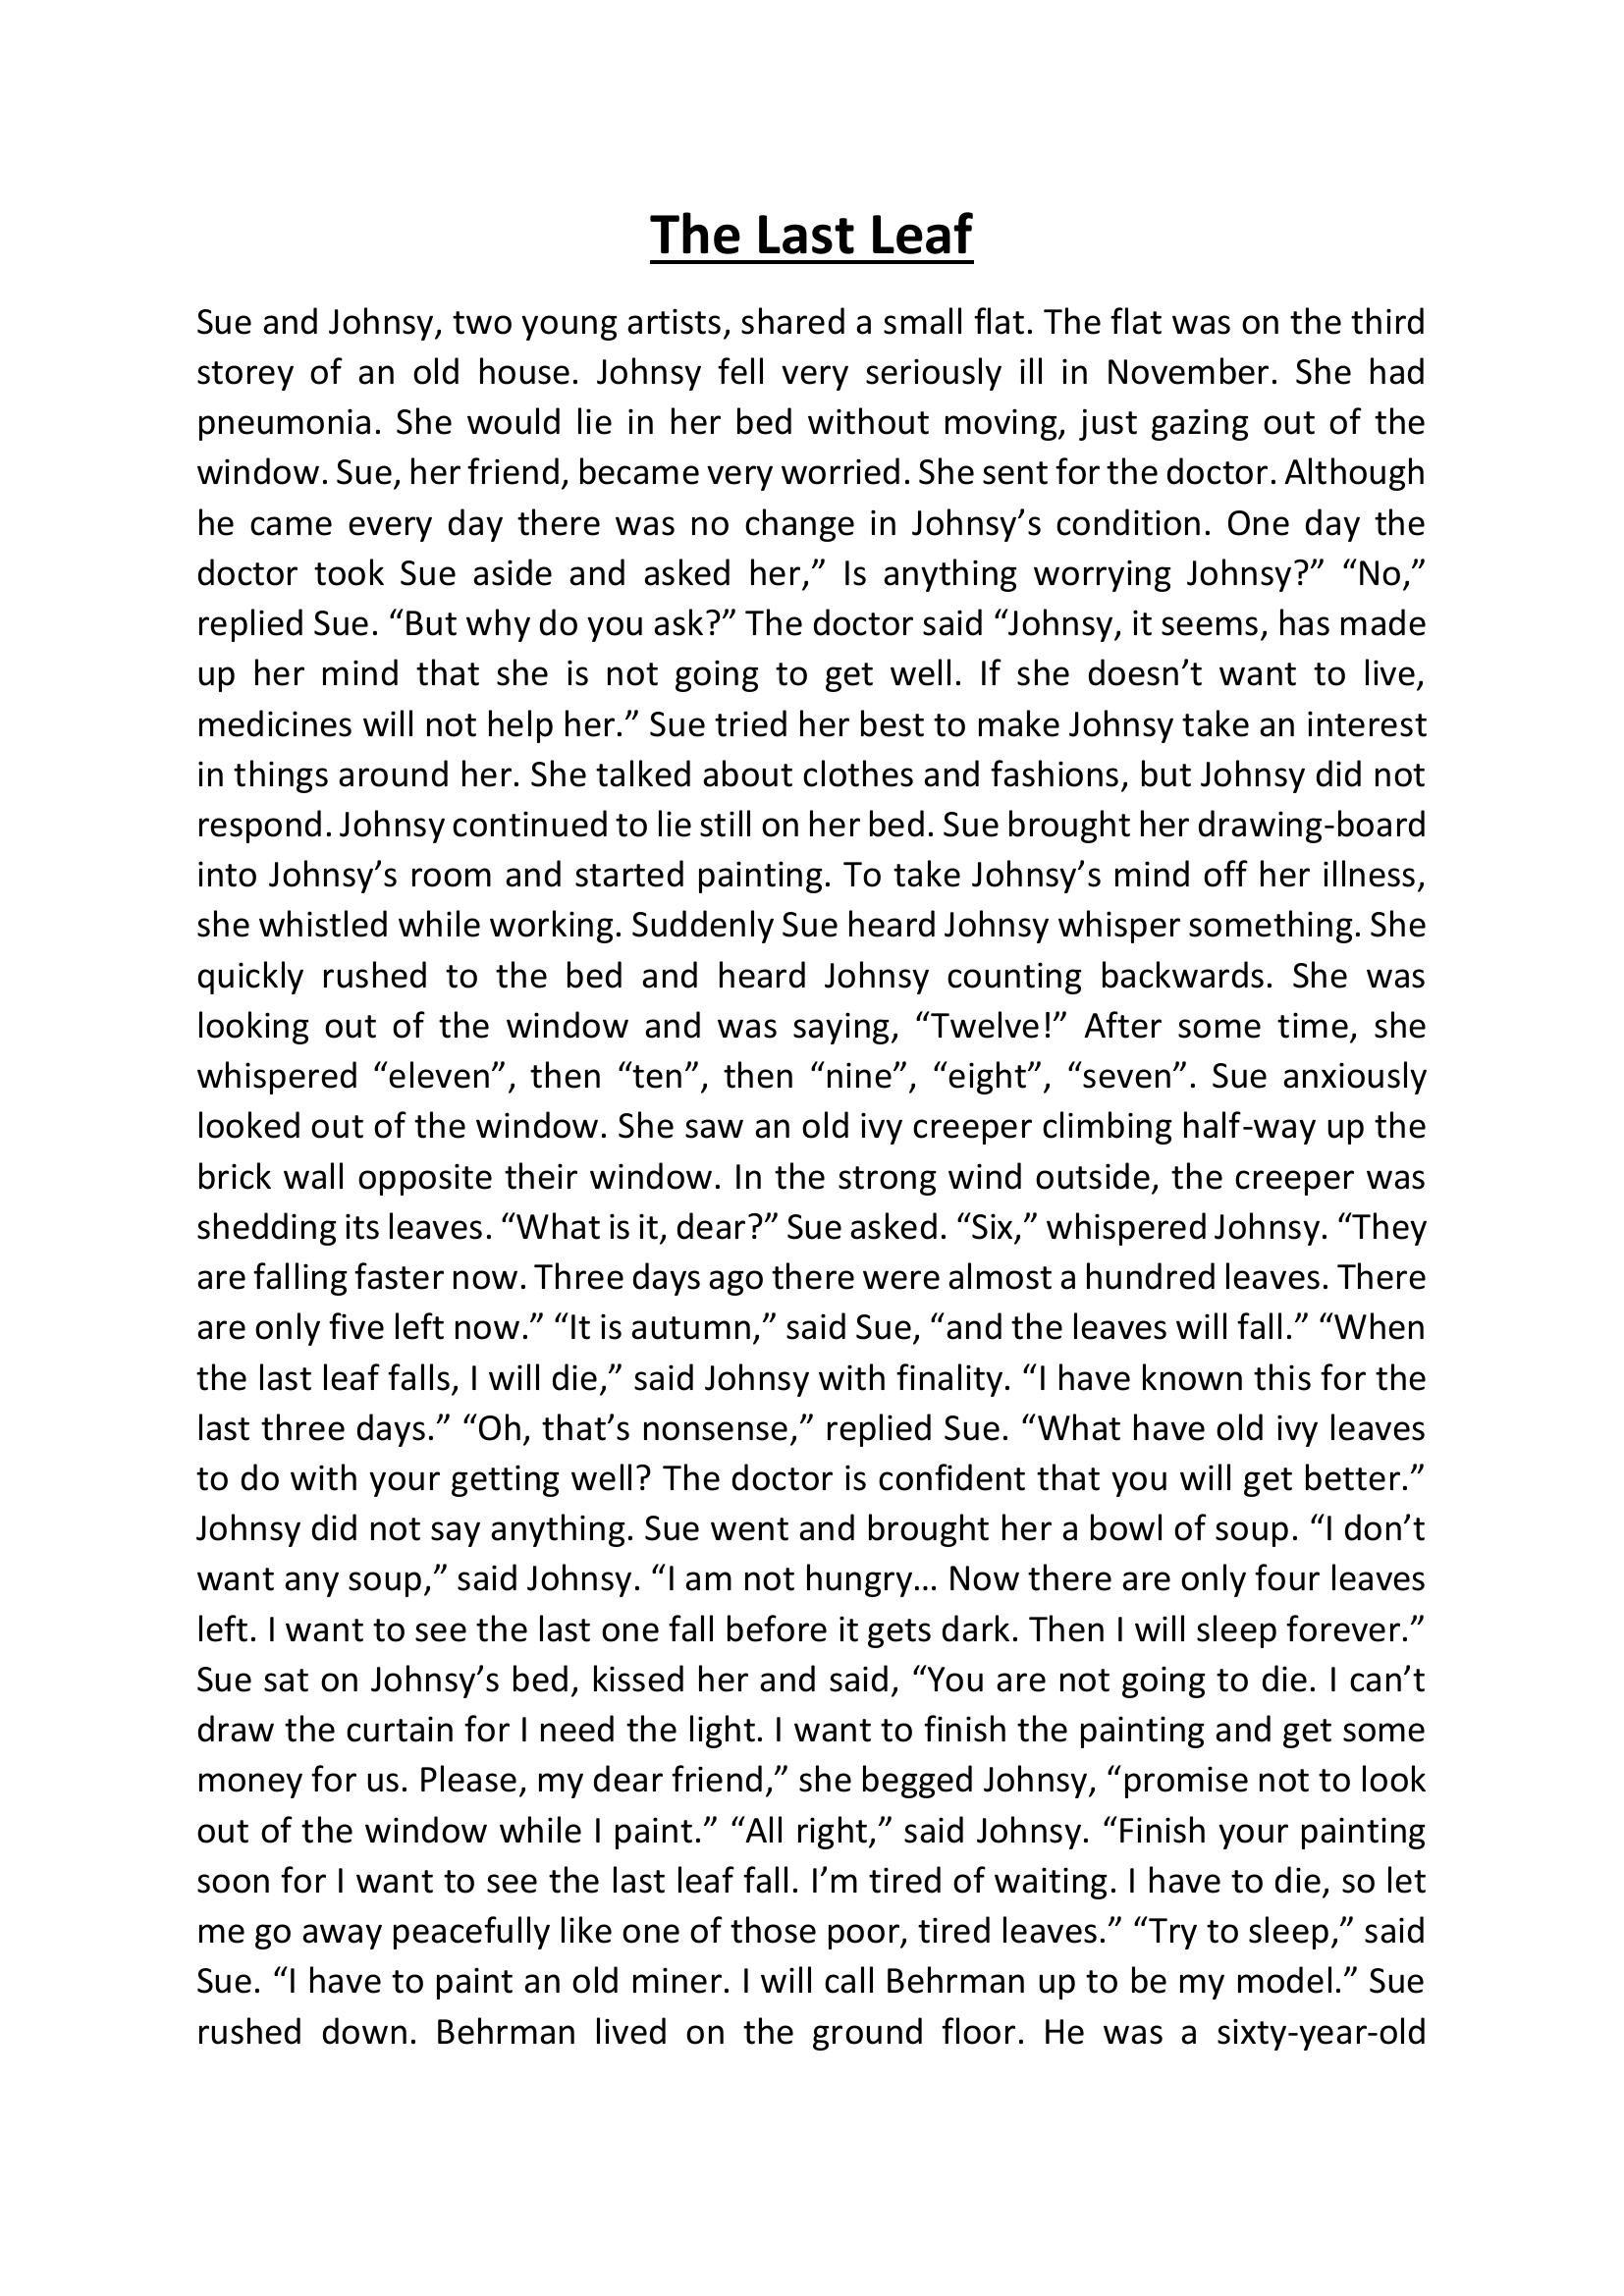 The Last Leaf
Sue and Johnsy, two young artists, shared a small flat. The flat was on the third
storey of an old house. Johnsy fell very seriously ill in November. She had
pneumonia. She would lie in her bed without moving, just gazing out of the
window. Sue, her friend, became very worried. She sent for the doctor. Although
he came every day there was no change in Johnsy’s condition. One day the
doctor took Sue aside and asked her,” Is anything worrying Johnsy?” “No,”
replied Sue. “But why do you ask?” The doctor said “Johnsy, it seems, has made
up her mind that she is not going to get well. If she doesn’t want to live,
medicines will not help her.” Sue tried her best to make Johnsy take an interest
in things around her. She talked about clothes and fashions, but Johnsy did not
respond. Johnsy continued to lie still on her bed. Sue brought her drawing-board
into Johnsy’s room and started painting. To take Johnsy’s mind off her illness,
she whistled while working. Suddenly Sue heard Johnsy whisper something. She
quickly rushed to the bed and heard Johnsy counting backwards. She was
looking out of the window and was saying, “Twelve!” After some time, she
whispered “eleven”, then “ten”, then “nine”, “eight”, “seven”. Sue anxiously
looked out of the window. She saw an old ivy creeper climbing half-way up the
brick wall opposite their window. In the strong wind outside, the creeper was
shedding its leaves. “What is it, dear?” Sue asked. “Six,” whispered Johnsy. “They
are falling faster now. Three days ago there were almost a hundred leaves. There
are only five left now.” “It is autumn,” said Sue, “and the leaves will fall.” “When
the last leaf falls, I will die,” said Johnsy with finality. “I have known this for the
last three days.” “Oh, that’s nonsense,” replied Sue. “What have old ivy leaves
to do with your getting well? The doctor is confident that you will get better.”
Johnsy did not say anything. Sue went and brought her a bowl of soup. “I don’t
want any soup,” said Johnsy. “I am not hungry… Now there are only four leaves
left. I want to see the last one fall before it gets dark. Then I will sleep forever.”
Sue sat on Johnsy’s bed, kissed her and said, “You are not going to die. I can’t
draw the curtain for I need the light. I want to finish the painting and get some
money for us. Please, my dear friend,” she begged Johnsy, “promise not to look
out of the window while I paint.” “All right,” said Johnsy. “Finish your painting
soon for I want to see the last leaf fall. I’m tired of waiting. I have to die, so let
me go away peacefully like one of those poor, tired leaves.” “Try to sleep,” said
Sue. “I have to paint an old miner. I will call Behrman up to be my model.” Sue
rushed down. Behrman lived on the ground floor. He was a sixty-year-old